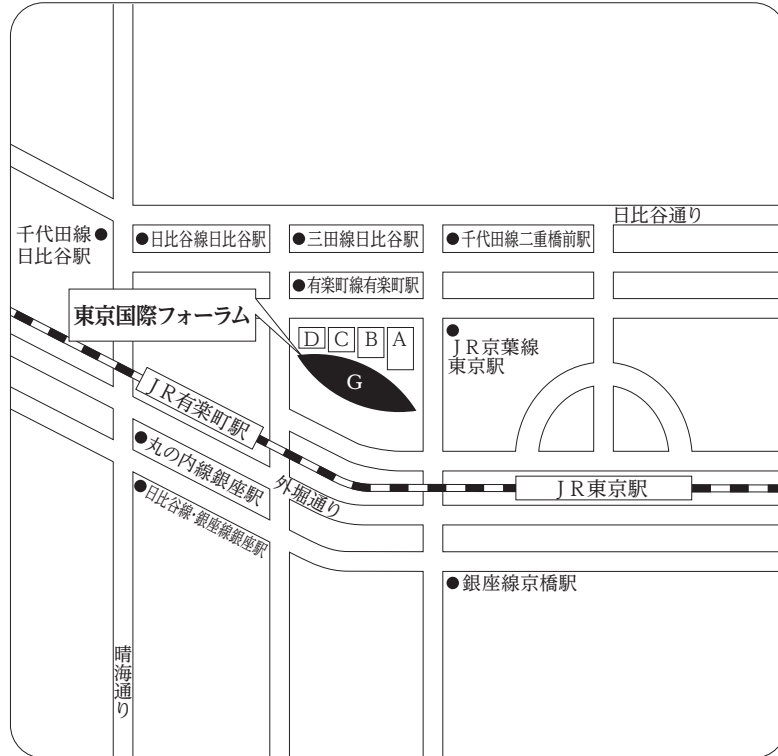 日比谷通り
千代田線
日比谷駅
日比谷線日比谷駅
三田線日比谷駅
千代田線二重橋前駅
有楽町線有楽町駅
東京国際フォーラム
D
C
B
A
G
JR京葉線
東京駅
JR有楽町駅
丸の内線銀座駅
外堀通り
日比谷線・銀座線銀座駅
JR東京駅
銀座線京橋駅
晴海通り